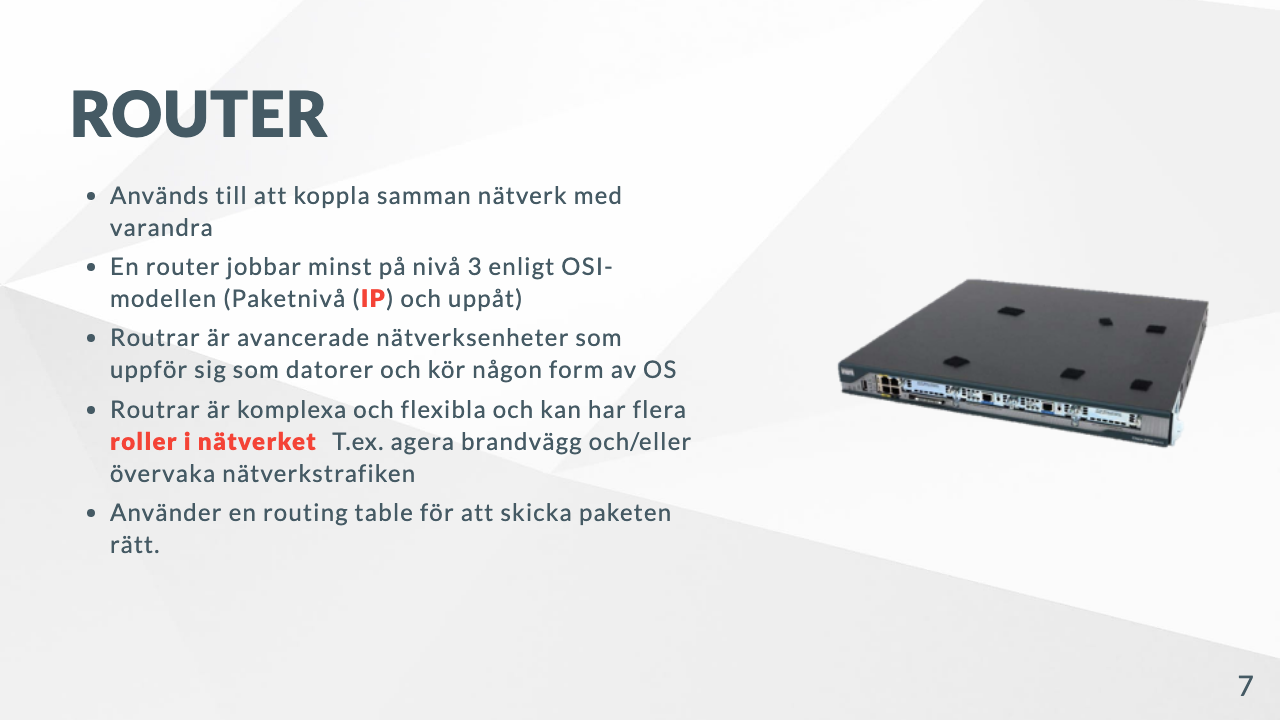 ROUTER
• Används till att koppla samman nätverk med
varandra
• En router jobbar minst på nivå 3 enligt OSI-
modellen (Paketnivå (IP) och uppåt)
• Routrar är avancerade nätverksenheter som
uppför sig som datorer och kör någon form av OS
• Routrar är komplexa och flexibla och kan har flera
roller i nätverket T.ex. agera brandvägg och/eller
övervaka nätverkstrafiken
• Använder en routing table för att skicka paketen
rätt.
7